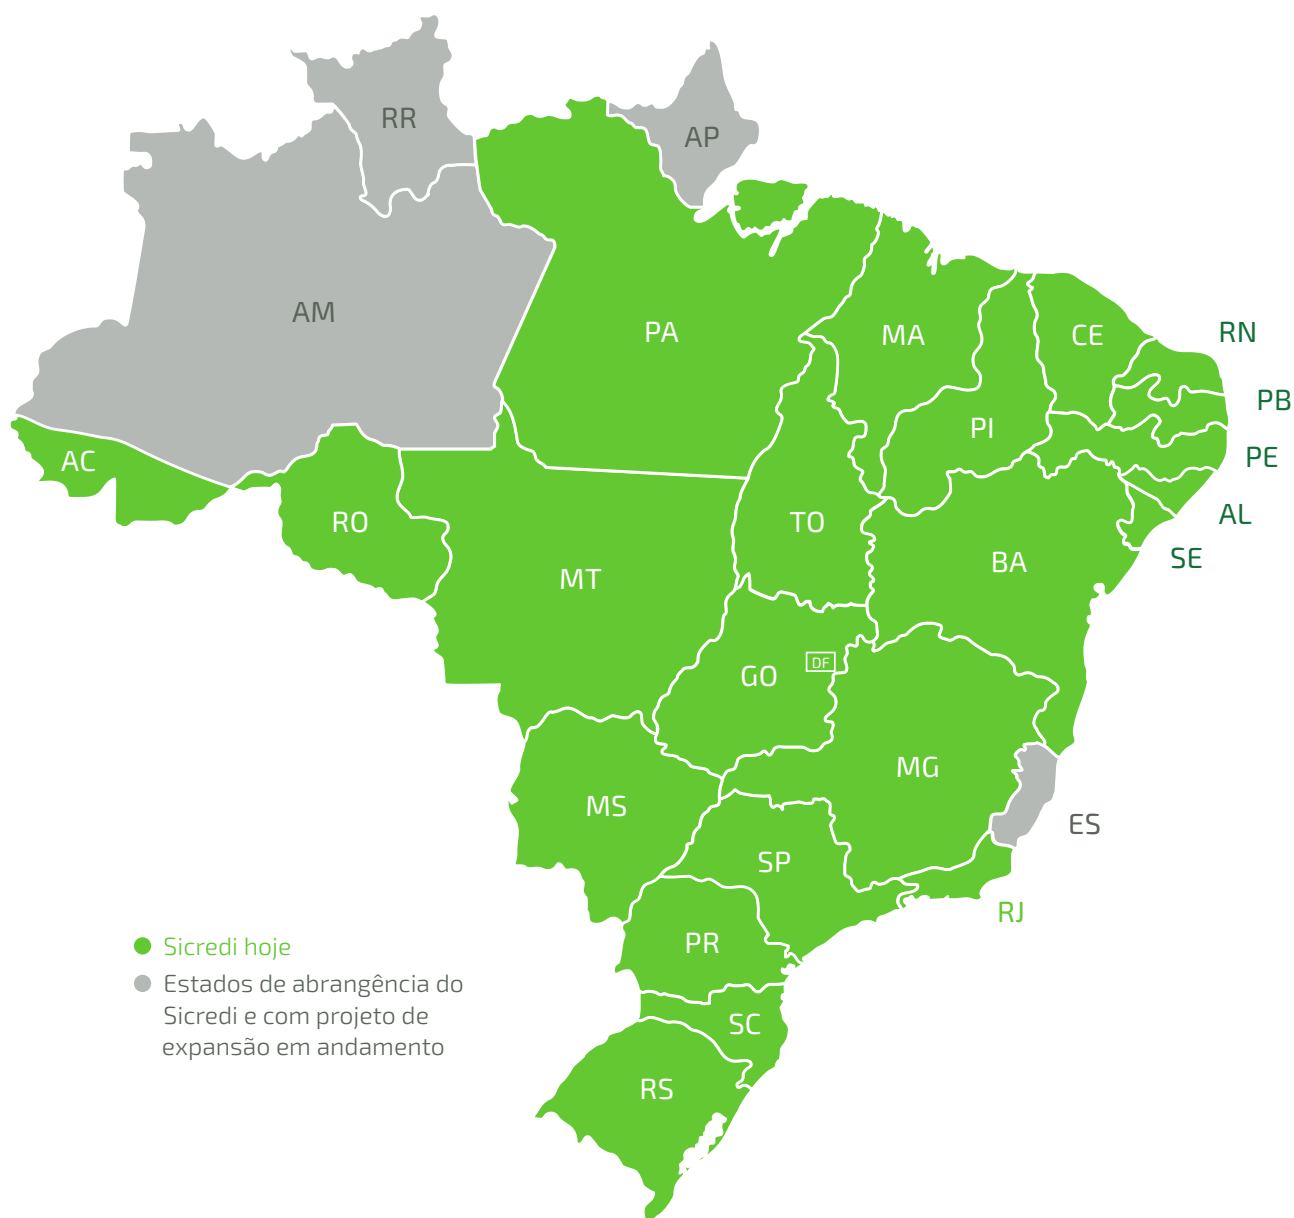 RR
AP
AM
PA
MA
CE
RN
PB
PI
PE
AC
AL
RO
TO
SE
BA
MT
DF
GO
MG
MS
ES
SP
RJ
PR
Sicredi hoje
Estados de abrangência do
Sicredi e com projeto de
expansão em andamento
SC
RS